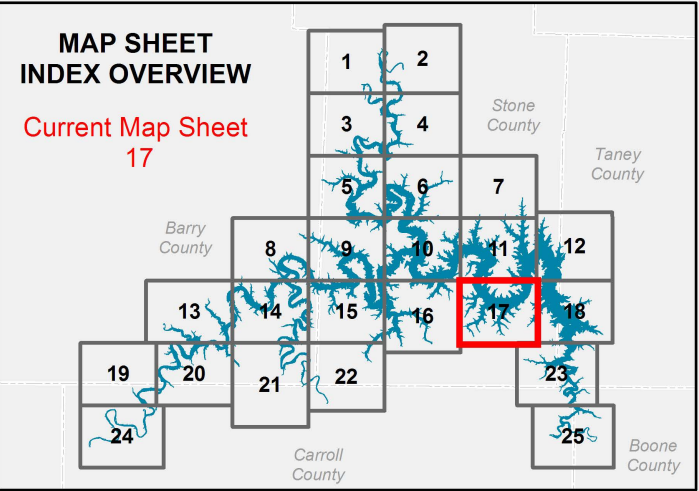 MAP SHEET
INDEX OVERVIEW
Current Map Sheet
17
1
2
3
4
Stone
County
Taney
County
5
6
7
Barry
County
8
9
10
11
12
13
14
15
16
17
18
19
20
21
22
23
24
25
Carroll
County
Boone
County